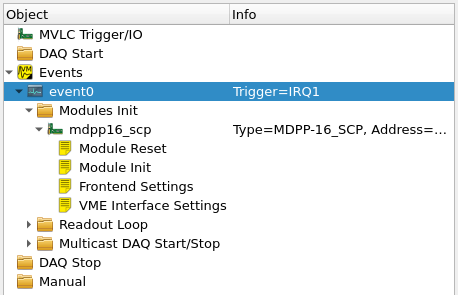 Object Info
MVLC Trigger/IO
DAQ Start
Events
event0 Trigger=IRQ1
Modules Init
mdpp16_scp Type=MDPP-16_SCP, Address=...
Module Reset
Module Init
Frontend Settings
VME Interface Settings
Readout Loop
Multicast DAQ Start/Stop
DAQ Stop
Manual